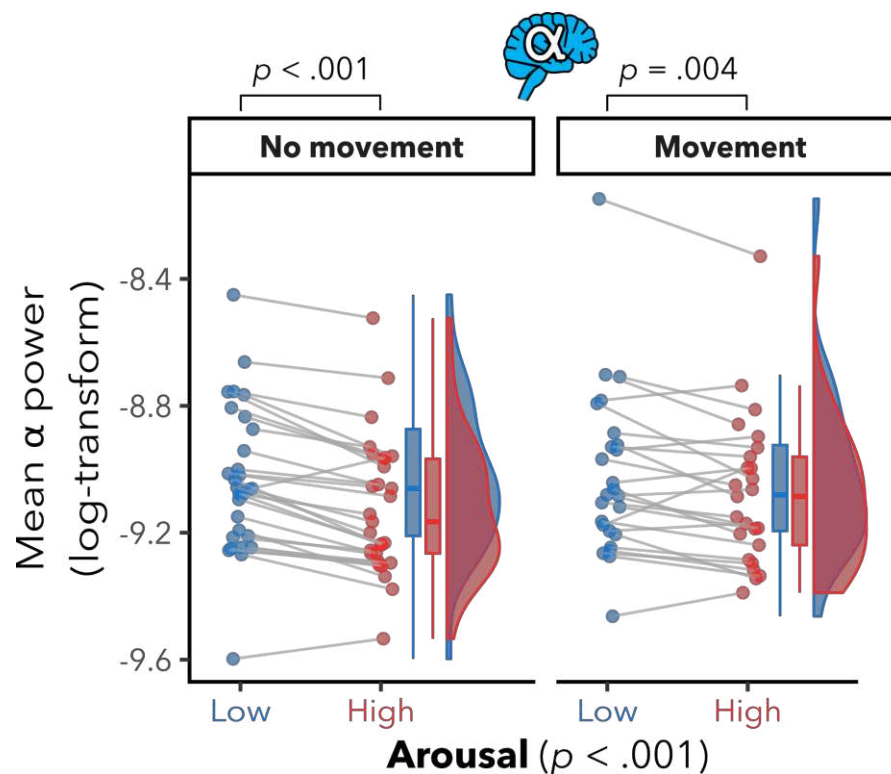 α
p < .001
p = .004
No movement
Movement
Mean α power
(log-transform)
-8.4
-8.8
-9.2
-9.6
Low
High
Low
High
Arousal (p < .001)